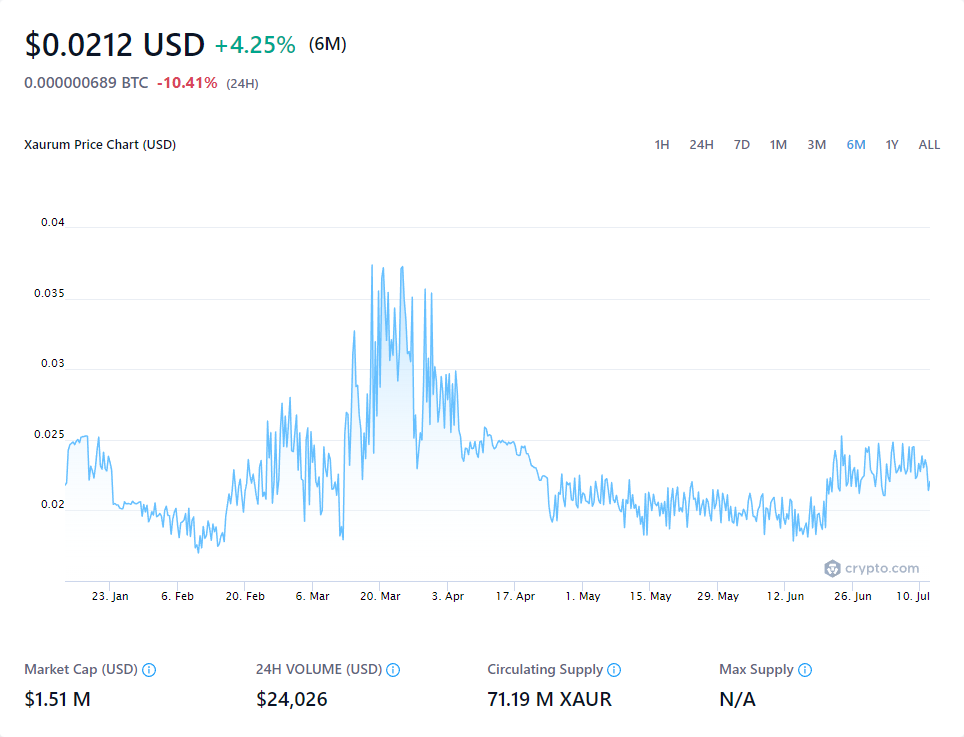 $0.0212 USD +4.25% (6M)
0.000000689 BTC -10.41% (24H)
Xaurum Price Chart (USD) 1H 24H 7D 1M 3M 6M 1Y ALL
0.04
0.035
0.03
0.025
0.02
crypto.com
23. Jan 6. Feb 20. Feb 6. Mar 20. Mar 3. Apr 17. Apr 1. May 15. May 29. May 12. Jun 26. Jun 10. Jul
Market Cap (USD) 24H VOLUME (USD) Circulating Supply Max Supply
$1.51 M $24,026 71.19 M XAUR N/A